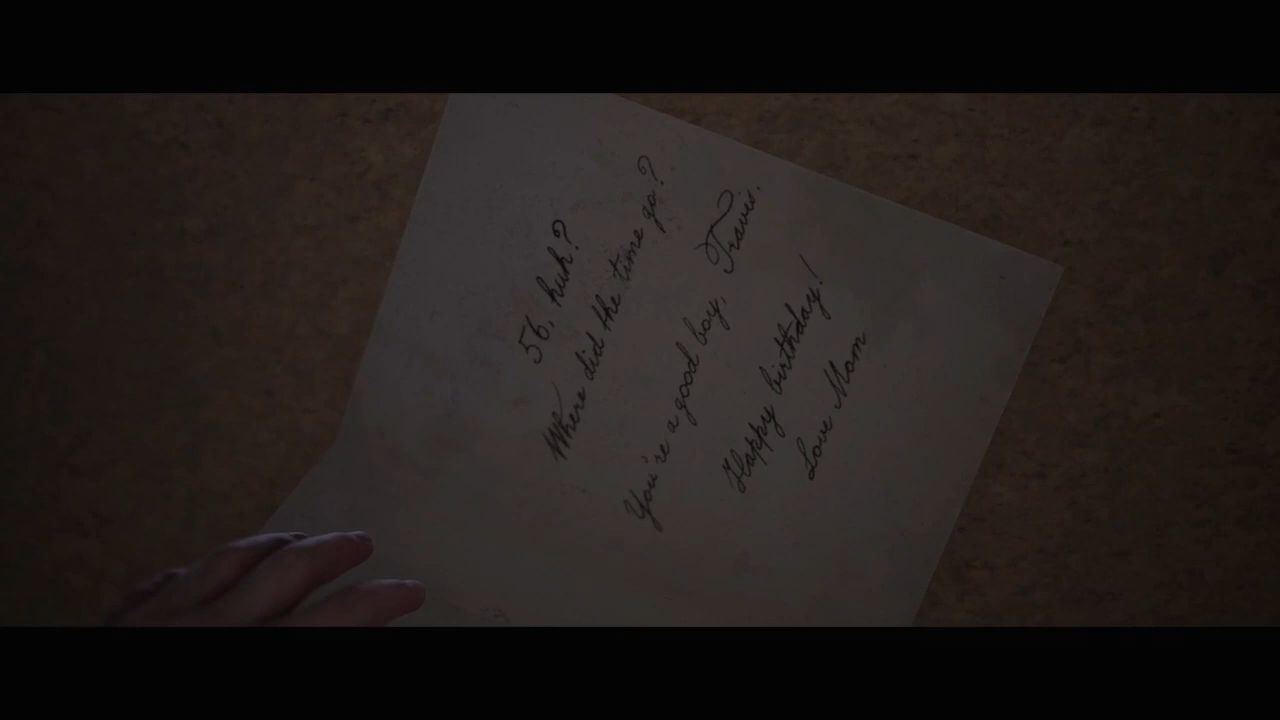 56, huh?
Where did the time go?
You're a good boy, Travis.
Happy birthday!
Love Mom